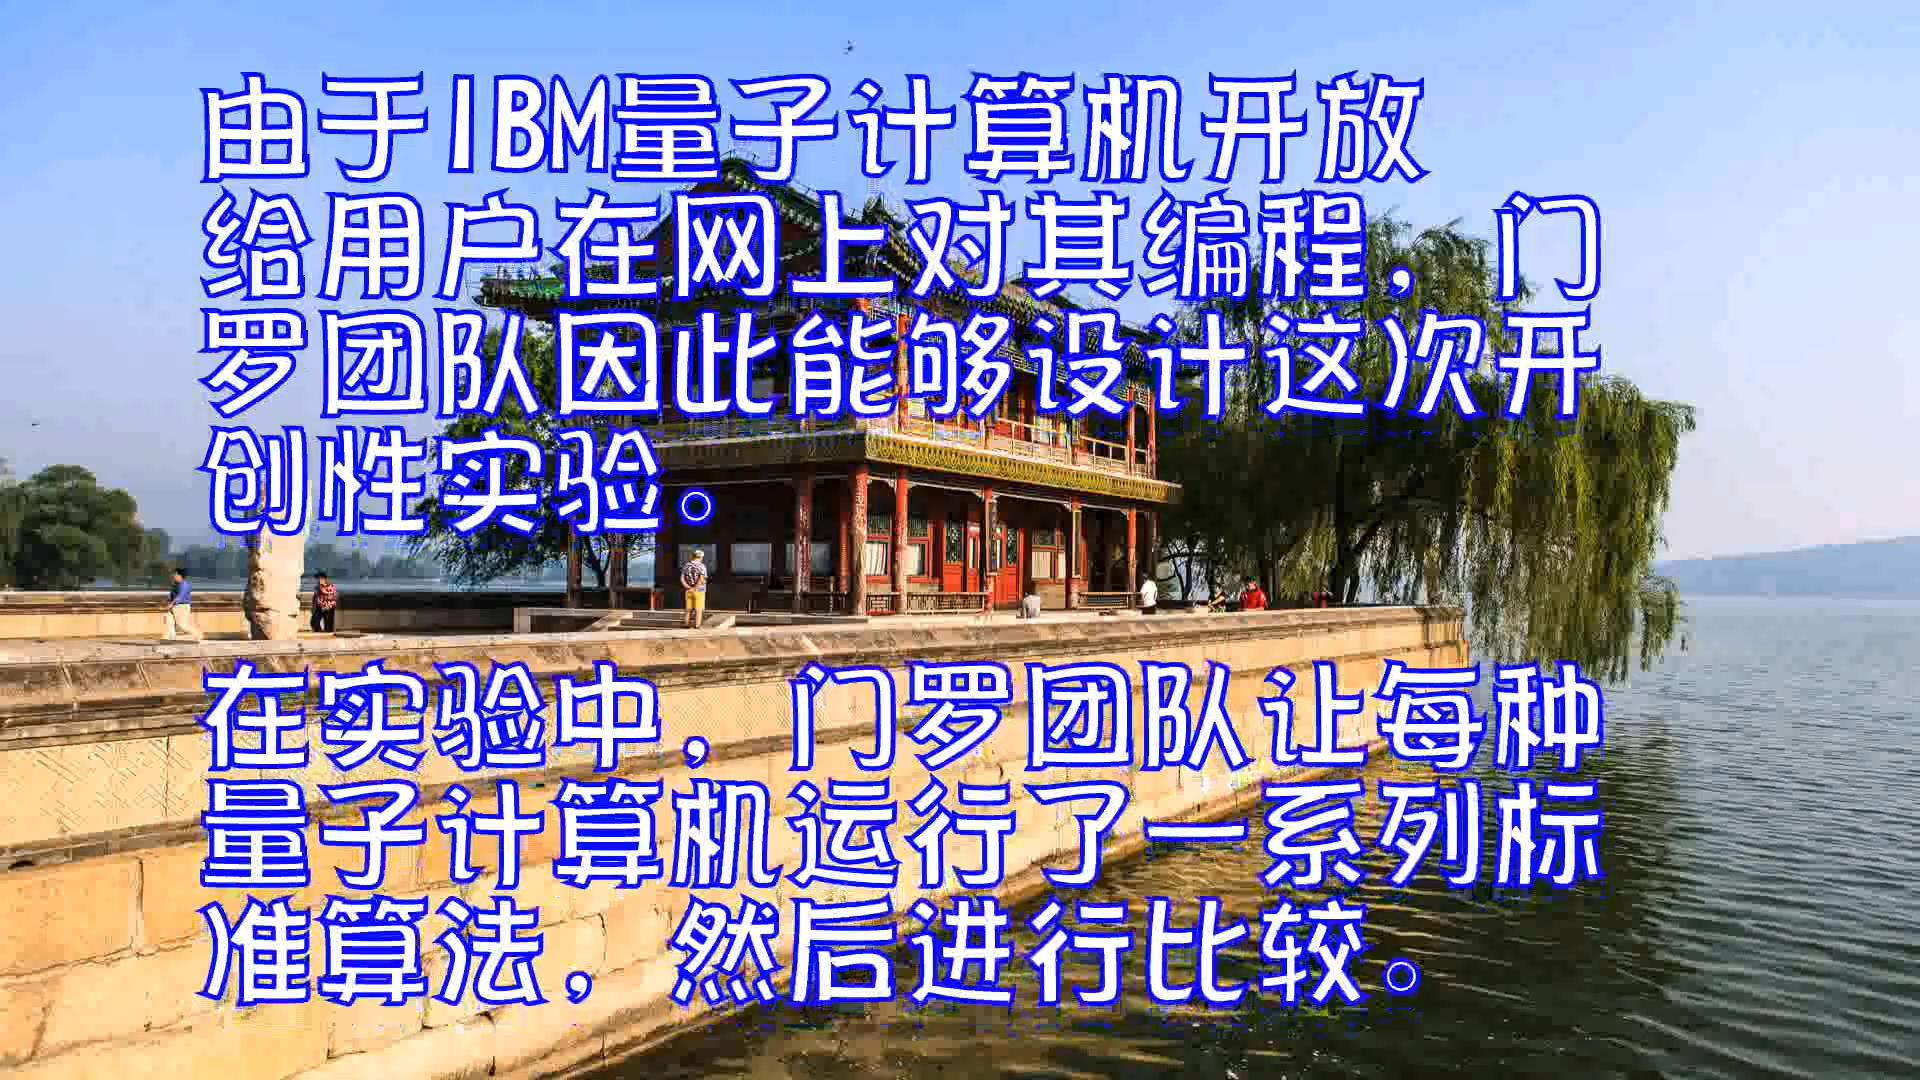 由于IBM量子计算机开放
给用户在网上对其编程，门
罗团队因此能够设计这次开
创性实验。
在实验中，门罗团队让每种
量子计算机运行了一系列标
准算法，然后进行比较。